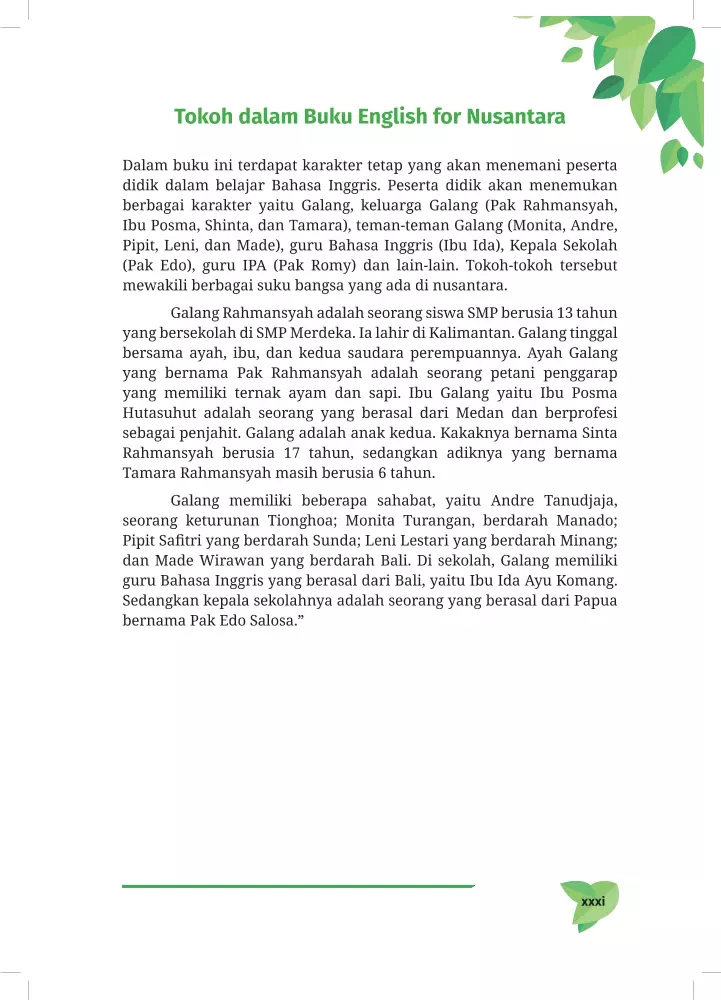 Tokoh dalam Buku English for Nusantara
Dalam buku ini terdapat karakter tetap yang akan menemani peserta
didik dalam belajar Bahasa Inggris. Peserta didik akan menemukan
berbagai karakter yaitu Galang, keluarga Galang (Pak Rahmansyah,
Ibu Posma, Shinta, dan Tamara), teman-teman Galang (Monita, Andre,
Pipit, Leni, dan Made), guru Bahasa Inggris (Ibu Ida), Kepala Sekolah
(Pak Edo), guru IPA (Pak Romy) dan lain-lain. Tokoh-tokoh tersebut
mewakili berbagai suku bangsa yang ada di nusantara.
Galang Rahmansyah adalah seorang siswa SMP berusia 13 tahun
yang bersekolah di SMP Merdeka. Ia lahir di Kalimantan. Galang tinggal
bersama ayah, ibu, dan kedua saudara perempuannya. Ayah Galang
yang bernama Pak Rahmansyah adalah seorang petani penggarap
yang memiliki ternak ayam dan sapi. Ibu Galang yaitu Ibu Posma
Hutasuhut adalah seorang yang berasal dari Medan dan berprofesi
sebagai penjahit. Galang adalah anak kedua. Kakaknya bernama Sinta
Rahmansyah berusia 17 tahun, sedangkan adiknya yang bernama
Tamara Rahmansyah masih berusia 6 tahun.
Galang memiliki beberapa sahabat, yaitu Andre Tanudjaja,
seorang keturunan Tionghoa; Monita Turangan, berdarah Manado;
Pipit Safitri yang berdarah Sunda; Leni Lestari yang berdarah Minang;
dan Made Wirawan yang berdarah Bali. Di sekolah, Galang memiliki
guru Bahasa Inggris yang berasal dari Bali, yaitu Ibu Ida Ayu Komang.
Sedangkan kepala sekolahnya adalah seorang yang berasal dari Papua
bernama Pak Edo Salosa.”
xxxi